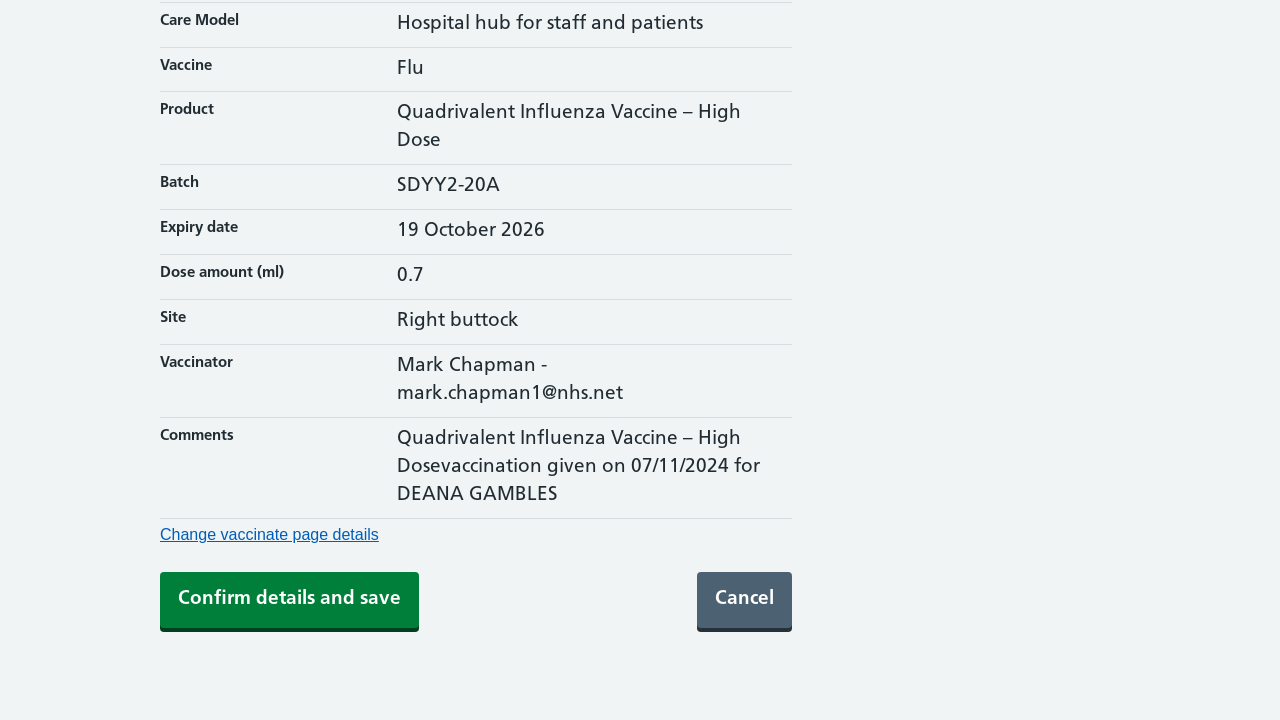 Care Model
Hospital hub for staff and patients
Vaccine
Flu
Product
Quadrivalent Influenza Vaccine – High
Dose
Batch
SDYY2-20A
Expiry date
19 October 2026
Dose amount (ml)
0.7
Site
Right buttock
Vaccinator
Mark Chapman -
mark.chapman1@nhs.net
Comments
Quadrivalent Influenza Vaccine – High
Dosevaccination given on 07/11/2024 for
DEANA GAMBLES
Change vaccinate page details
Confirm details and save
Cancel